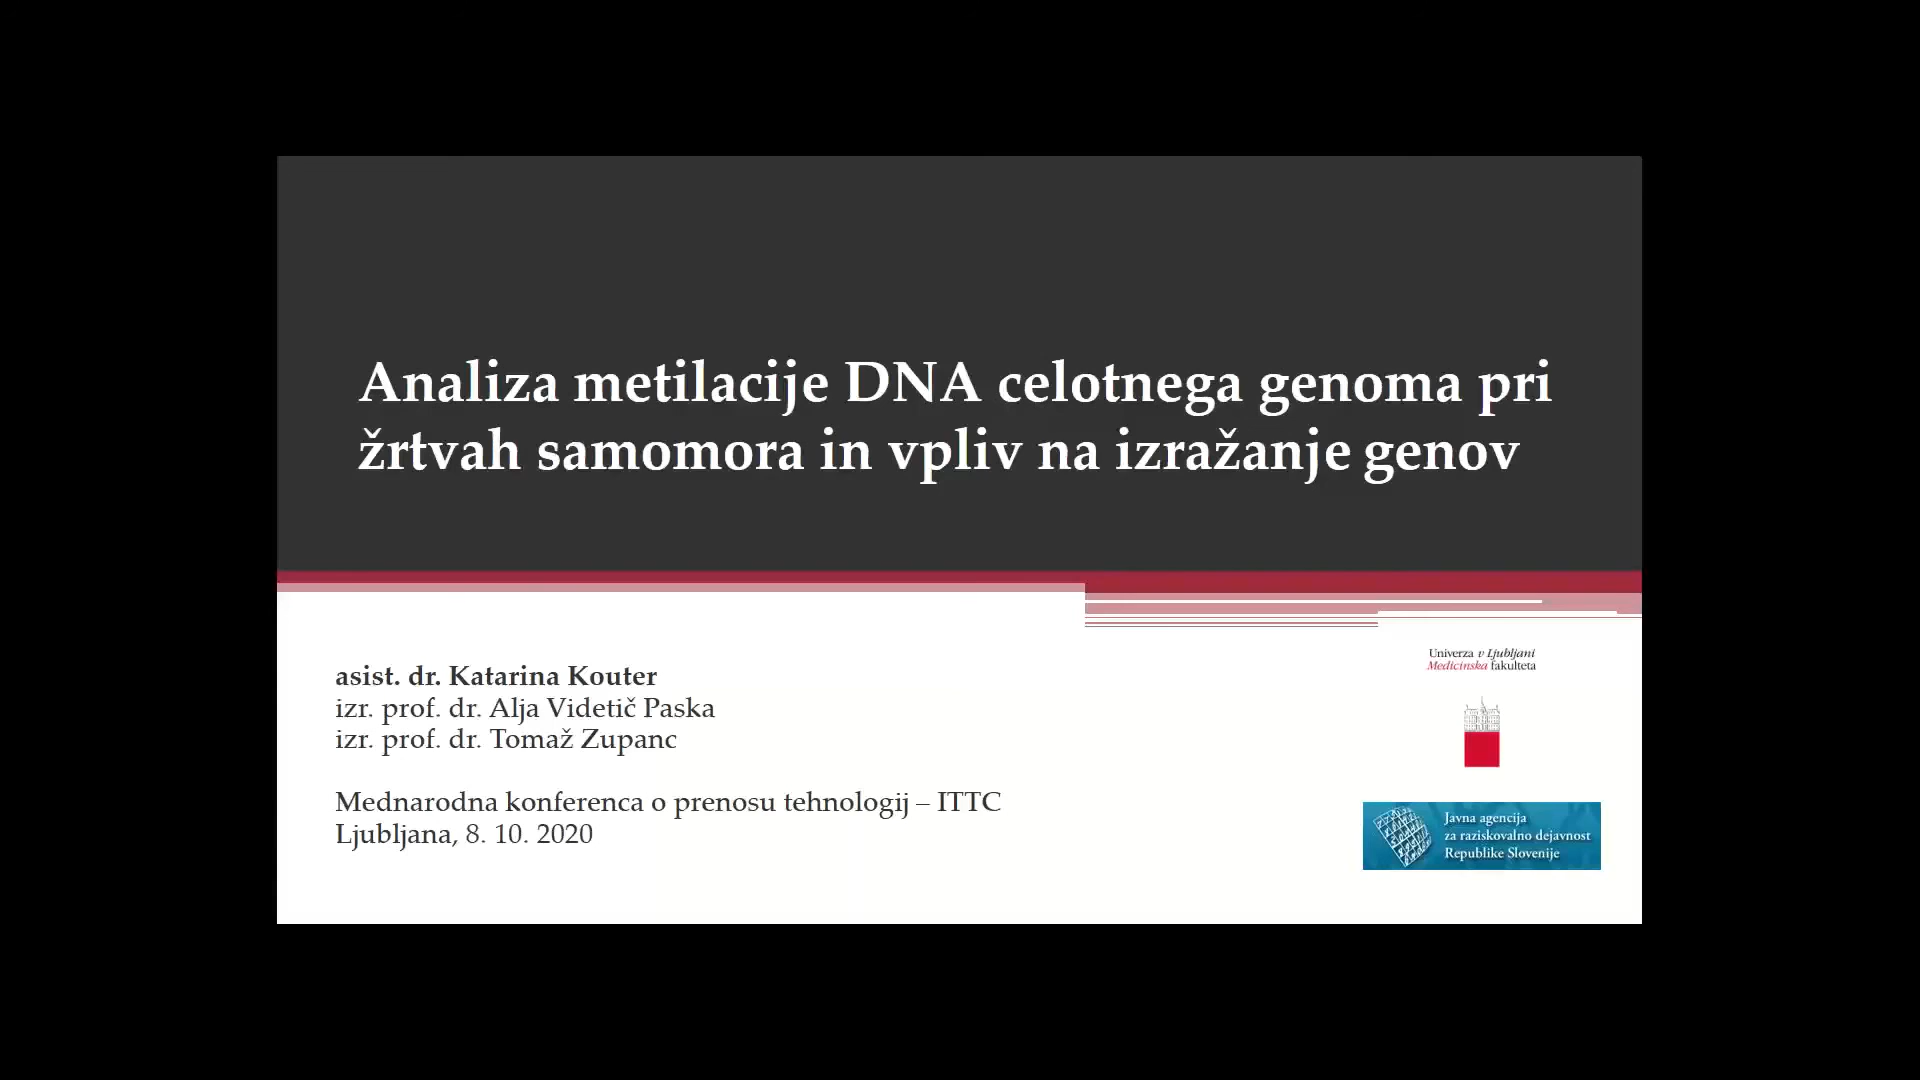 Analiza metilacije DNA celotnega genoma pri
žrtvah samomora in vpliv na izražanje genov
asist. dr. Katarina Kouter
izr. prof. dr. Alja Videtič Paska
izr. prof. dr. Tomaž Zupanc
Mednarodna konferenca o prenosu tehnologij – ITTC
Ljubljana, 8. 10. 2020
Univerza v Ljubljani
Medicinska fakulteta
Javna agencija
za raziskovalno dejavnost
Republike Slovenije